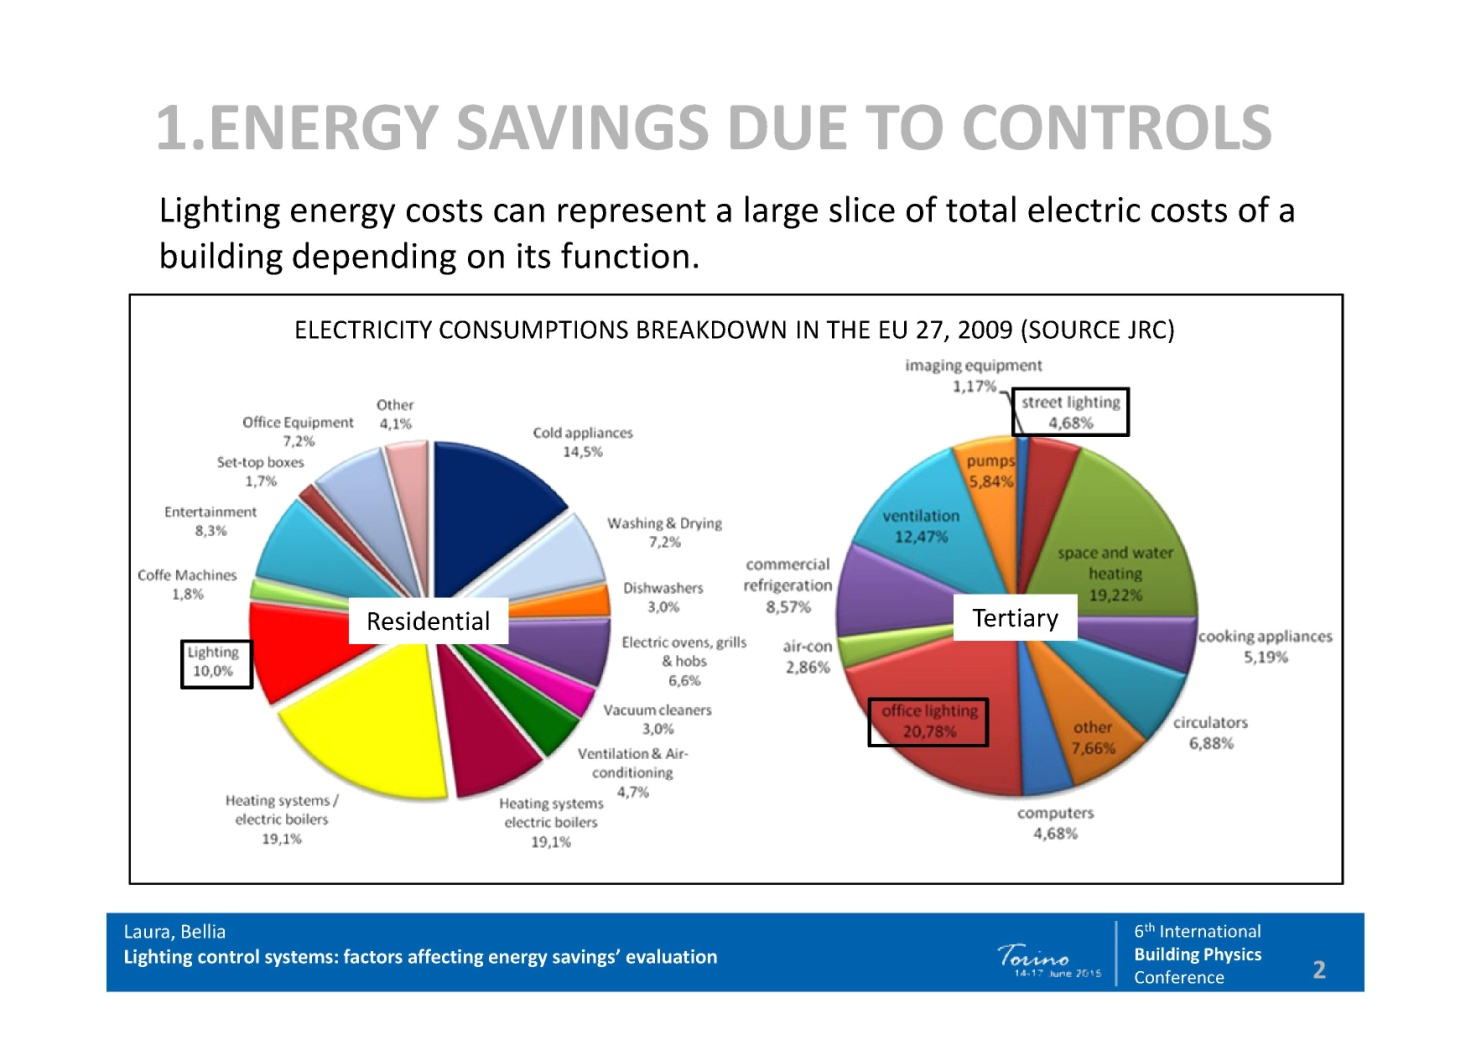 1.ENERGY SAVINGS DUE TO CONTROLS
Lighting energy costs can represent a large slice of total electric costs of a
building depending on its function.
ELECTRICITY CONSUMPTIONS BREAKDOWN IN THE EU 27, 2009 (SOURCE JRC)
Other
4,1%
Office Equipment
7,2%
Set-top boxes
1,7%
Entertainment
8,3%
Coffe Machines
1,8%
Lighting
10,0%
Heating systems /
electric boilers
19,1%
Cold appliances
14,5%
Washing & Drying
7,2%
Dishwashers
3,0%
Electric ovens, grills
& hobs
6,6%
Vacuum cleaners
3,0%
Ventilation & Air-
conditioning
4,7%
Heating systems
electric boilers
19,1%
Residential
imaging equipment
1,17%
street lighting
4,68%
pumps
5,84%
ventilation
12,47%
commercial
refrigeration
8,57%
air-con
2,86%
office lighting
20,78%
space and water
heating
19,22%
cooking appliances
5,19%
circulators
6,88%
other
7,66%
computers
4,68%
Tertiary
Laura, Bellia
Lighting control systems: factors affecting energy savings’ evaluation
Torino
14-17 June 2015
6th International
Building Physics
Conference
2